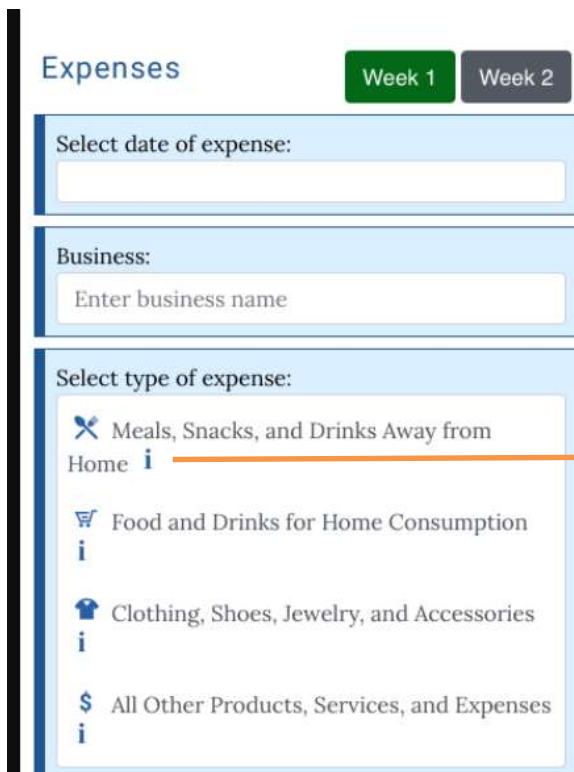 Expenses
Week 1
Week 2
Select date of expense:
Business:
Enter business name
Select type of expense:
Meals, Snacks, and Drinks Away from
Home i
Food and Drinks for Home Consumption
i
Clothing, Shoes, Jewelry, and Accessories
i
$ All Other Products, Services, and Expenses
i